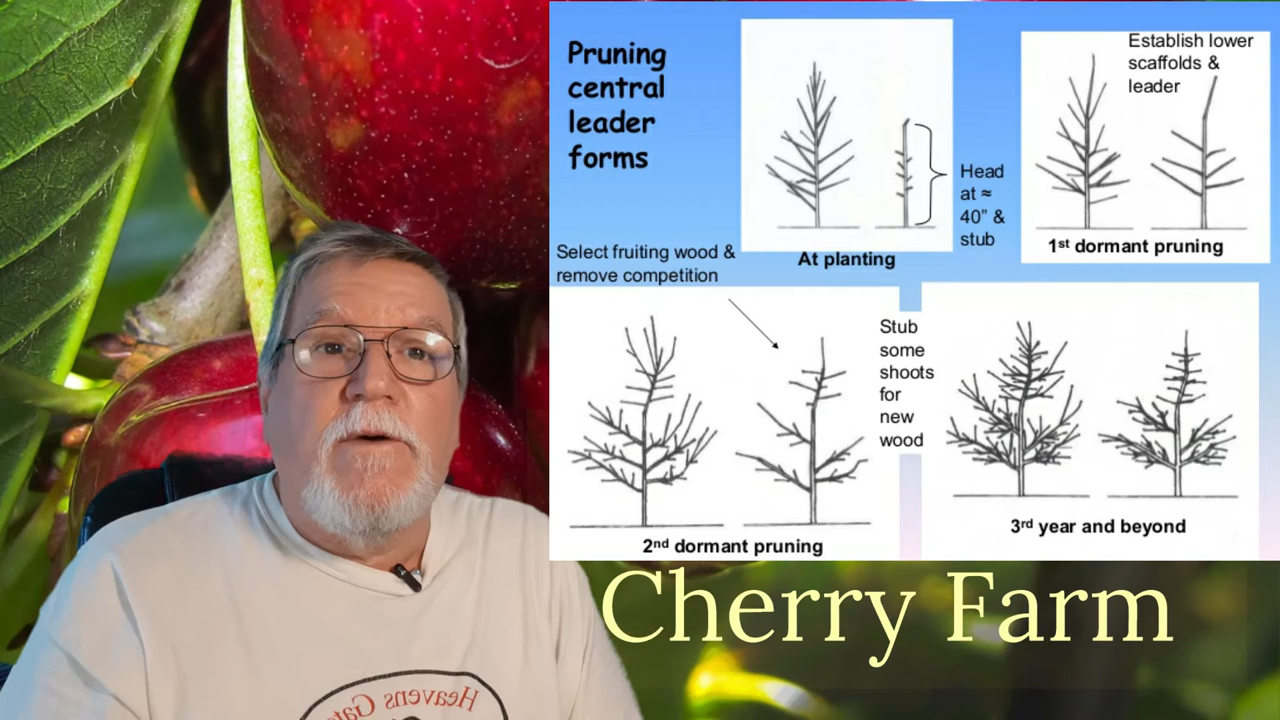 Pruning
central
leader
forms
Head
at ≈
40” &
stub
At planting
Establish lower
scaffolds &
leader
1st dormant pruning
Select fruiting wood &
remove competition
2nd dormant pruning
Stub
some
shoots
for
new
wood
3rd year and beyond
Cherry Farm
Heavens